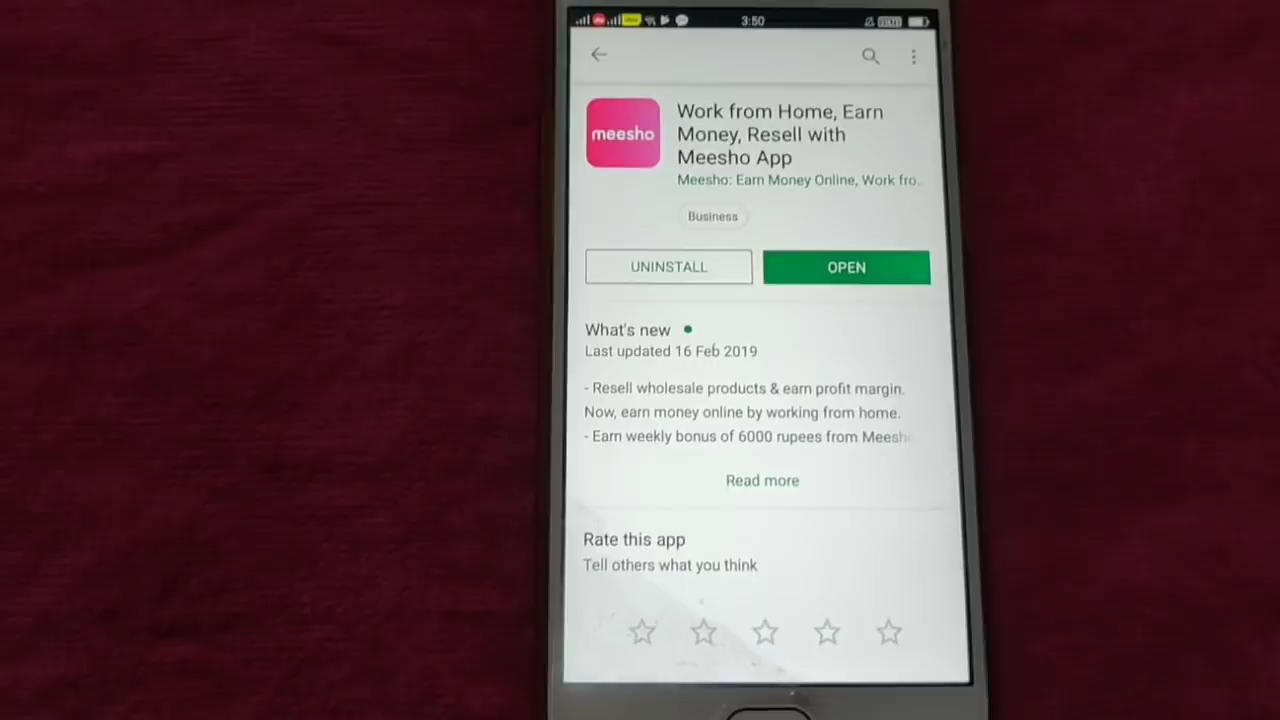 3:50
meesho
Work from Home, Earn
Money, Resell with
Meesho App
Meesho: Earn Money Online, Work fro..
Business
UNINSTALL
OPEN
What's new
Last updated 16 Feb 2019
- Resell wholesale products & earn profit margin.
Now, earn money online by working from home.
- Earn weekly bonus of 6000 rupees from Meesho
Read more
Rate this app
Tell others what you think